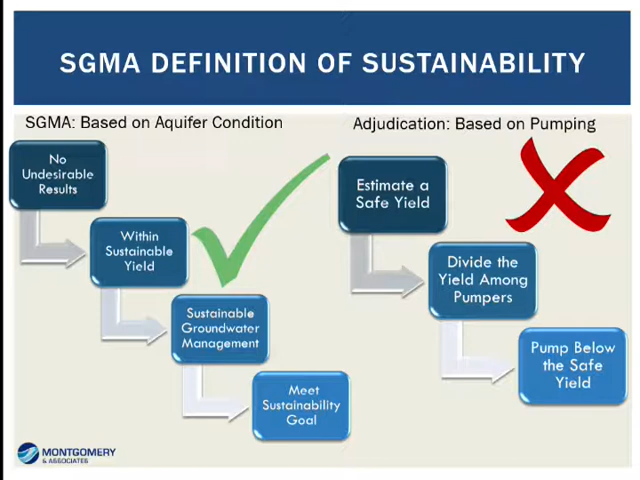 SGMA DEFINITION OF SUSTAINABILITY
SGMA: Based on Aquifer Condition
No
Undesirable
Results
Within
Sustainable
Yield
Sustainable
Groundwater
Management
Meet
Sustainability
Goal
Adjudication: Based on Pumping
Estimate a
Safe Yield
Divide the
Yield Among
Pumpers
Pump Below
the Safe
Yield
MONTGOMERY
& ASSOCIATES